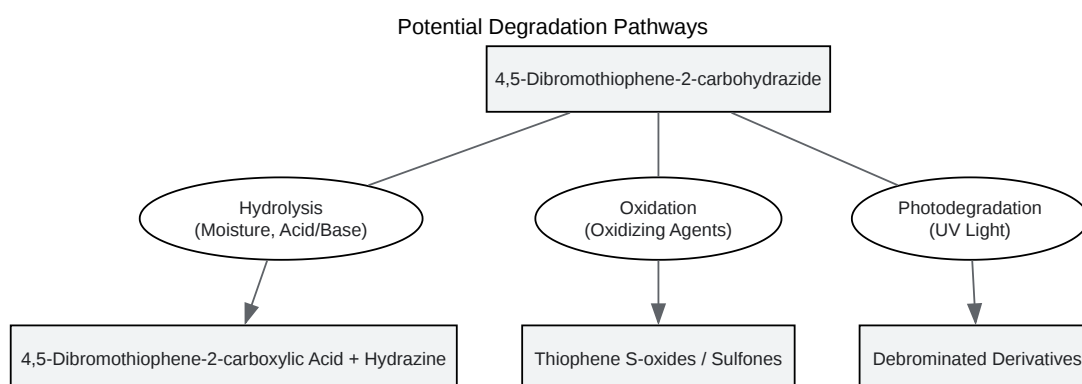 Potential Degradation Pathways
4,5-Dibromothiophene-2-carbohydrazide
Hydrolysis
(Moisture, Acid/Base)
Oxidation
(Oxidizing Agents)
Photodegradation
(UV Light)
4,5-Dibromothiophene-2-carboxylic Acid + Hydrazine
Thiophene S-oxides / Sulfones
Debrominated Derivatives